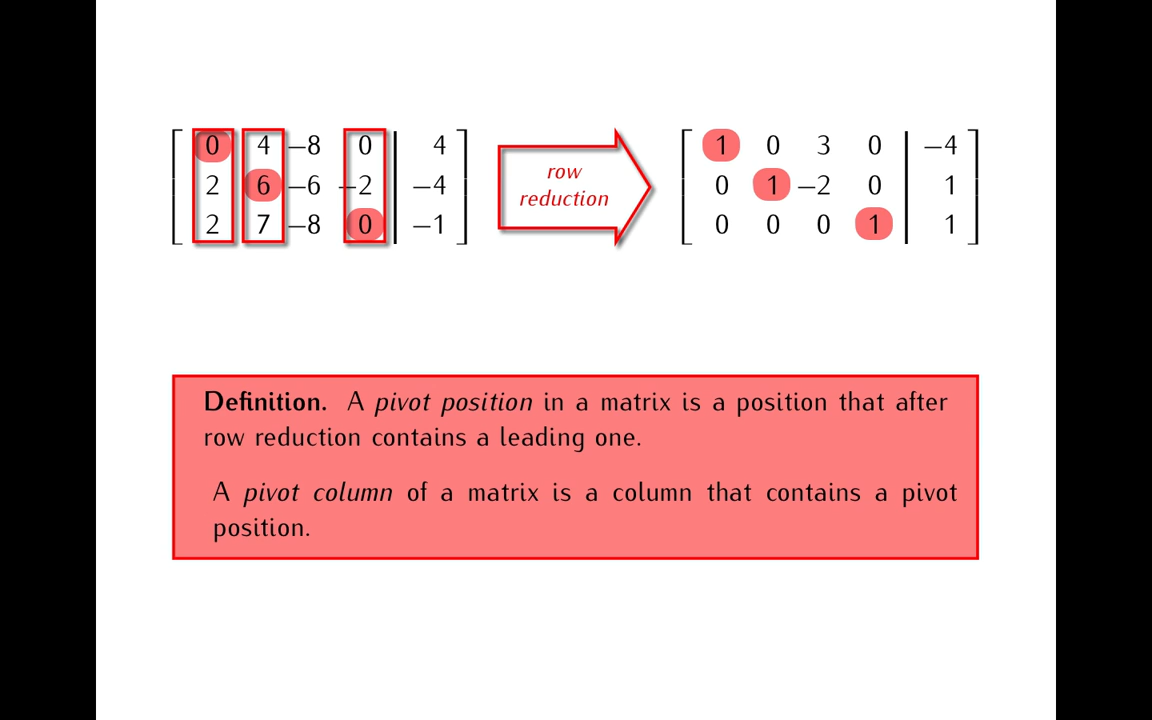 0 4 −8 0 4 row 1 0 3 0 −4
2 6 −6 −2 −4 reduction 0 1 −2 0 1
2 7 −8 0 −1 0 0 0 1 1
Definition. A pivot position in a matrix is a position that after
row reduction contains a leading one.
A pivot column of a matrix is a column that contains a pivot
position.